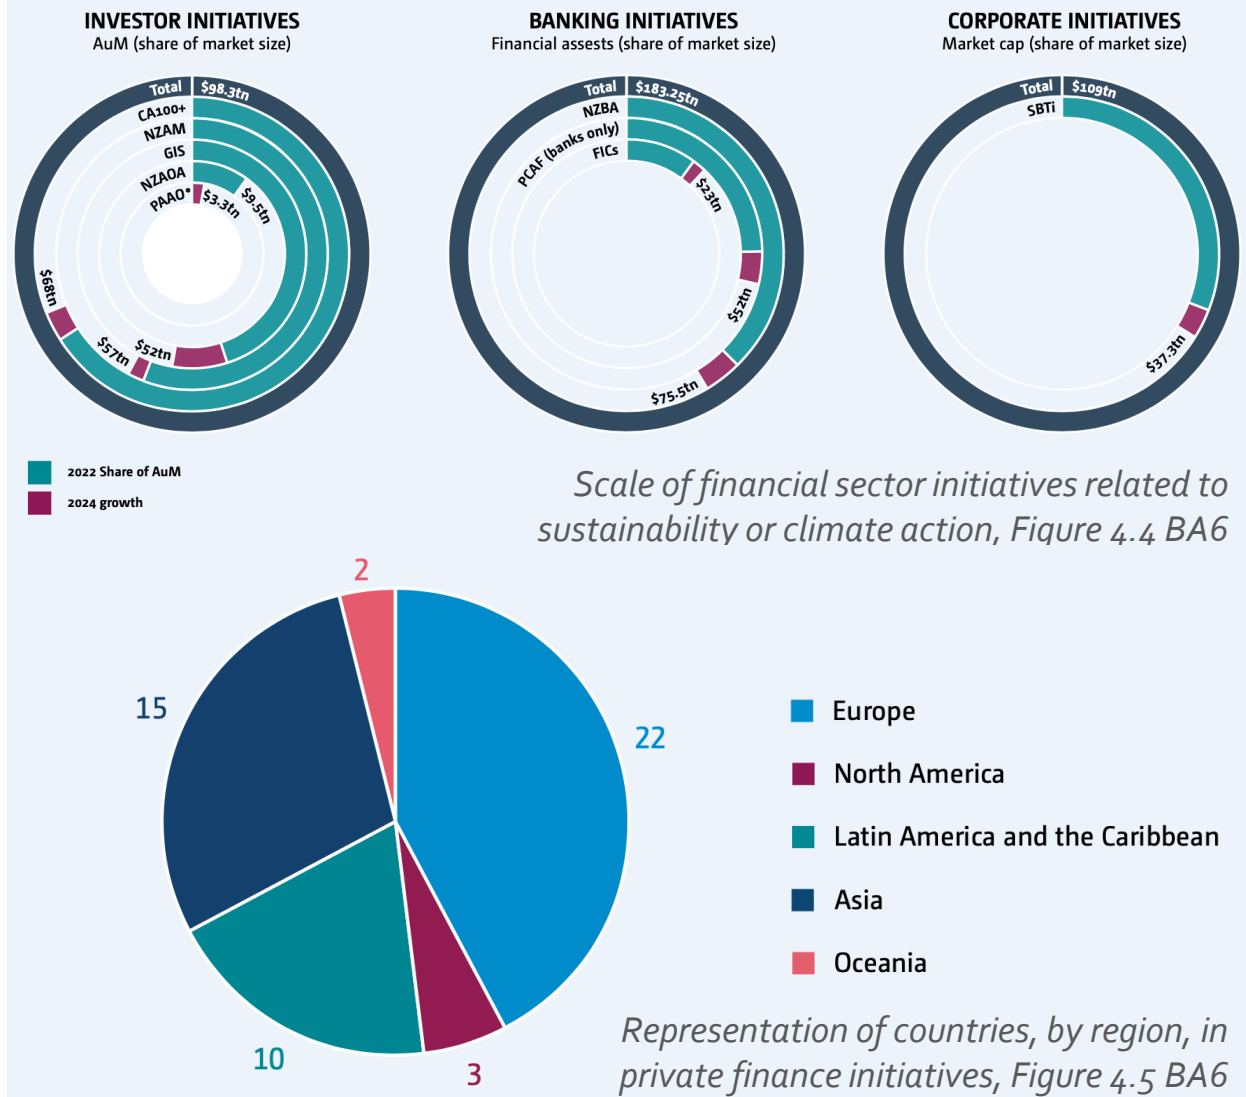 INVESTOR INITIATIVES
AuM (share of market size)
Total
$98.3tn
CA100+
NZAM
GIS
NZAOA
PAAO*
$3.3tn
$9.5tn
$68tn
$57tn
$52tn
BANKING INITIATIVES
Financial assests (share of market size)
Total
$183.25tn
NZBA
PCAF (banks only)
FICs
$23tn
$52tn
$75.5tn
CORPORATE INITIATIVES
Market cap (share of market size)
Total
$109tn
SBTi
$37.3tn
2022 Share of AuM
2024 growth
Scale of financial sector initiatives related to
sustainability or climate action, Figure 4.4 BA6
2
15
22
10
3
Europe
North America
Latin America and the Caribbean
Asia
Oceania
Representation of countries, by region, in
private finance initiatives, Figure 4.5 BA6